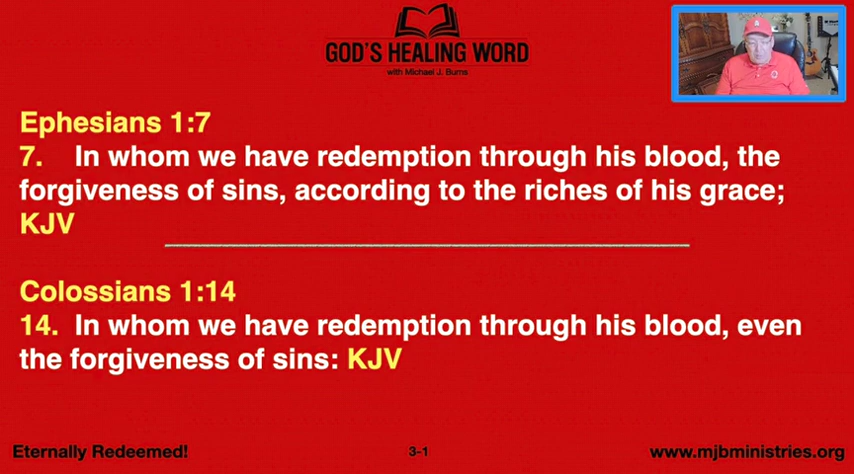 GOD'S HEALING WORD
with Michael J. Burns
Ephesians 1:7
7. In whom we have redemption through his blood, the
forgiveness of sins, according to the riches of his grace;
KJV
Colossians 1:14
14. In whom we have redemption through his blood, even
the forgiveness of sins: KJV
Eternally Redeemed!
3-1
www.mjbministries.org